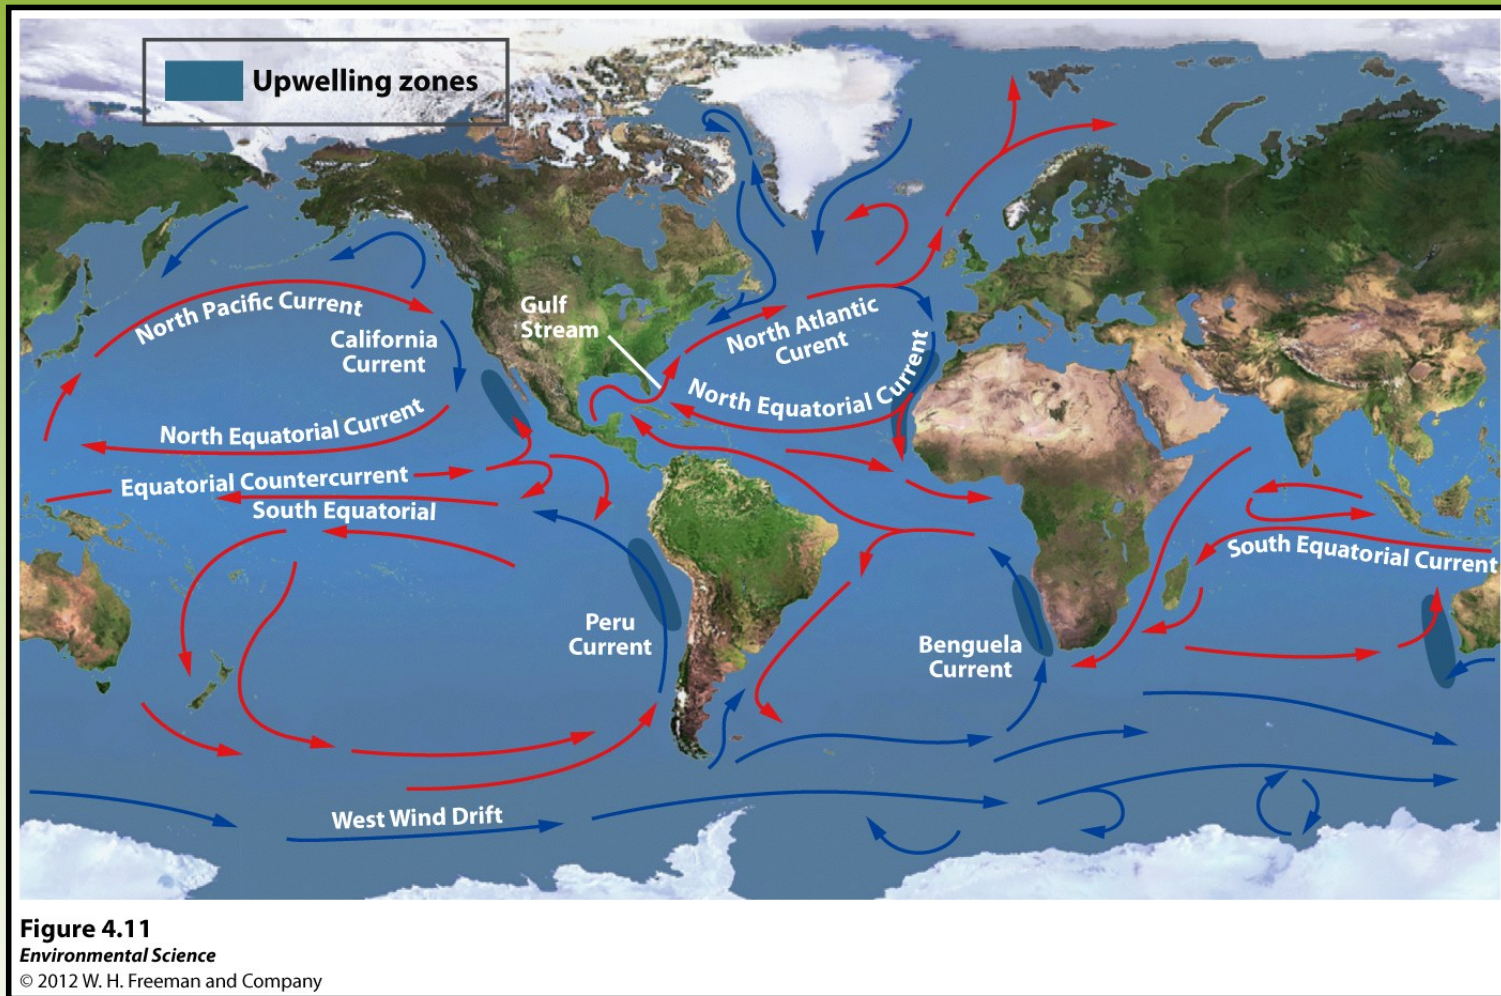 Upwelling zones
North Pacific Current
California
Current
Gulf
Stream
North Atlantic
Curent
North Equatorial Current
North Equatorial Current
Equatorial Countercurrent
South Equatorial
South Equatorial Current
Peru
Current
Benguela
Current
West Wind Drift
Figure 4.11
Environmental Science
© 2012 W. H. Freeman and Company